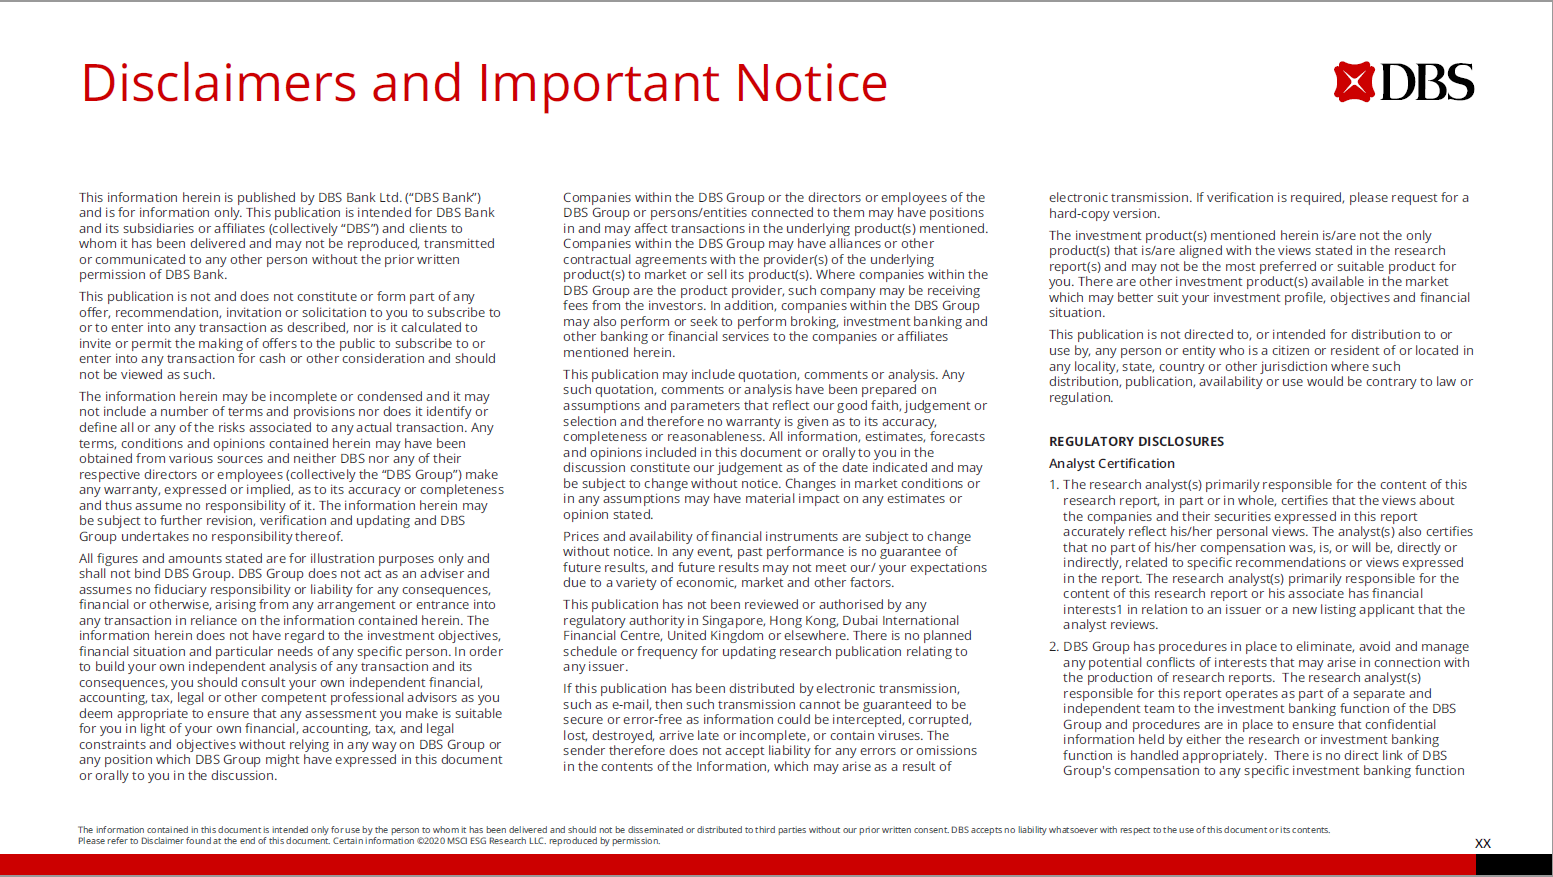 Disclaimers and Important Notice
DBS
This information herein is published by DBS Bank Ltd. (“DBS Bank”)
and is for information only. This publication is intended for DBS Bank
and its subsidiaries or affiliates (collectively “DBS”) and clients to
whom it has been delivered and may not be reproduced, transmitted
or communicated to any other person without the prior written
permission of DBS Bank.
This publication is not and does not constitute or form part of any
offer, recommendation, invitation or solicitation to you to subscribe to
or to enter into any transaction as described, nor is it calculated to
invite or permit the making of offers to the public to subscribe to or
enter into any transaction for cash or other consideration and should
not be viewed as such.
The information herein may be incomplete or condensed and it may
not include a number of terms and provisions nor does it identify or
define all or any of the risks associated to any actual transaction. Any
terms, conditions and opinions contained herein may have been
obtained from various sources and neither DBS nor any of their
respective directors or employees (collectively the “DBS Group”) make
any warranty, expressed or implied, as to its accuracy or completeness
and thus assume no responsibility of it. The information herein may
be subject to further revision, verification and updating and DBS
Group undertakes no responsibility thereof.
All figures and amounts stated are for illustration purposes only and
shall not bind DBS Group. DBS Group does not act as an adviser and
assumes no fiduciary responsibility or liability for any consequences,
financial or otherwise, arising from any arrangement or entrance into
any transaction in reliance on the information contained herein. The
information herein does not have regard to the investment objectives,
financial situation and particular needs of any specific person. In order
to build your own independent analysis of any transaction and its
consequences, you should consult your own independent financial,
accounting, tax, legal or other competent professional advisors as you
deem appropriate to ensure that any assessment you make is suitable
for you in light of your own financial, accounting, tax, and legal
constraints and objectives without relying in any way on DBS Group or
any position which DBS Group might have expressed in this document
or orally to you in the discussion.
Companies within the DBS Group or the directors or employees of the
DBS Group or persons/entities connected to them may have positions
in and may affect transactions in the underlying product(s) mentioned.
Companies within the DBS Group may have alliances or other
contractual agreements with the provider(s) of the underlying
product(s) to market or sell its product(s). Where companies within the
DBS Group are the product provider, such company may be receiving
fees from the investors. In addition, companies within the DBS Group
may also perform or seek to perform broking, investment banking and
other banking or financial services to the companies or affiliates
mentioned herein.
This publication may include quotation, comments or analysis. Any
such quotation, comments or analysis have been prepared on
assumptions and parameters that reflect our good faith, judgement or
selection and therefore no warranty is given as to its accuracy,
completeness or reasonableness. All information, estimates, forecasts
and opinions included in this document or orally to you in the
discussion constitute our judgement as of the date indicated and may
be subject to change without notice. Changes in market conditions or
in any assumptions may have material impact on any estimates or
opinion stated.
Prices and availability of financial instruments are subject to change
without notice. In any event, past performance is no guarantee of
future results, and future results may not meet our/ your expectations
due to a variety of economic, market and other factors.
This publication has not been reviewed or authorised by any
regulatory authority in Singapore, Hong Kong, Dubai International
Financial Centre, United Kingdom or elsewhere. There is no planned
schedule or frequency for updating research publication relating to
any issuer.
If this publication has been distributed by electronic transmission,
such as e-mail, then such transmission cannot be guaranteed to be
secure or error-free as information could be intercepted, corrupted,
lost, destroyed, arrive late or incomplete, or contain viruses. The
sender therefore does not accept liability for any errors or omissions
in the contents of the Information, which may arise as a result of
electronic transmission. If verification is required, please request for a
hard-copy version.
The investment product(s) mentioned herein is/are not the only
product(s) that is/are aligned with the views stated in the research
report(s) and may not be the most preferred or suitable product for
you. There are other investment product(s) available in the market
which may better suit your investment profile, objectives and financial
situation.
This publication is not directed to, or intended for distribution to or
use by, any person or entity who is a citizen or resident of or located in
any locality, state, country or other jurisdiction where such
distribution, publication, availability or use would be contrary to law or
regulation.
REGULATORY DISCLOSURES
Analyst Certification
1. The research analyst(s) primarily responsible for the content of this
research report, in part or in whole, certifies that the views about
the companies and their securities expressed in this report
accurately reflect his/her personal views. The analyst(s) also certifies
that no part of his/her compensation was, is, or will be, directly or
indirectly, related to specific recommendations or views expressed
in the report. The research analyst(s) primarily responsible for the
content of this research report or his associate has financial
interests1 in relation to an issuer or a new listing applicant that the
analyst reviews.
2. DBS Group has procedures in place to eliminate, avoid and manage
any potential conflicts of interests that may arise in connection with
the production of research reports.  The research analyst(s)
responsible for this report operates as part of a separate and
independent team to the investment banking function of the DBS
Group and procedures are in place to ensure that confidential
information held by either the research or investment banking
function is handled appropriately.  There is no direct link of DBS
Group's compensation to any specific investment banking function
The information contained in this document is intended only for use by the person to whom it has been delivered and should not be disseminated or distributed to third parties without our prior written consent. DBS accepts no liability whatsoever with respect to the use of this document or its contents.
Please refer to Disclaimer found at the end of this document. Certain information ©2020 MSCI ESG Research LLC. reproduced by permission.
XX